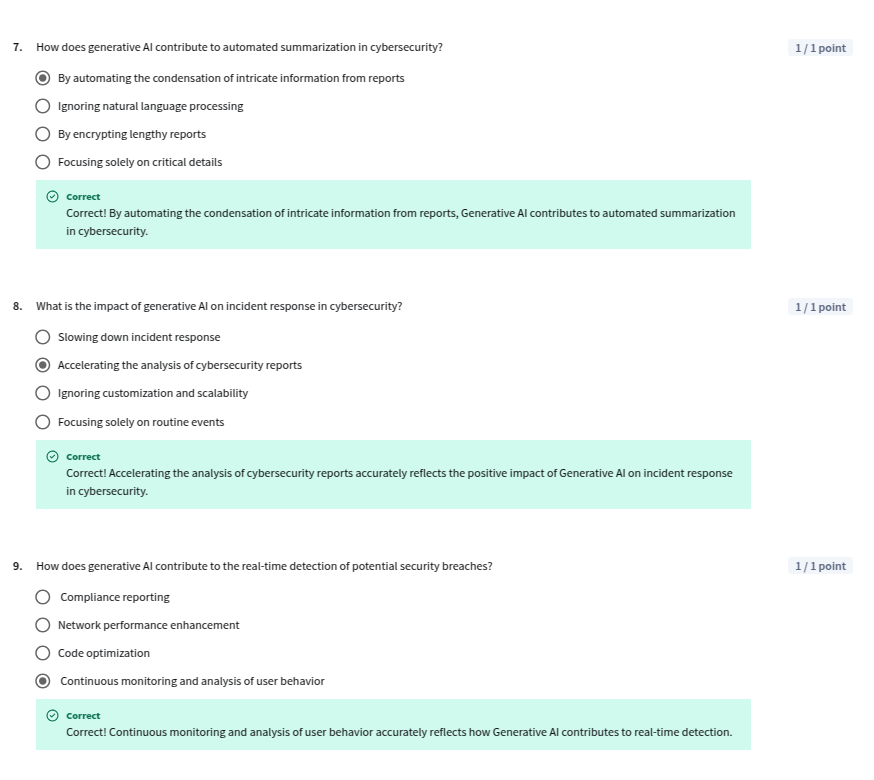 7. How does generative AI contribute to automated summarization in cybersecurity? 1 / 1 point
By automating the condensation of intricate information from reports
Ignoring natural language processing
By encrypting lengthy reports
Focusing solely on critical details
Correct
Correct! By automating the condensation of intricate information from reports, Generative AI contributes to automated summarization
in cybersecurity.
8. What is the impact of generative AI on incident response in cybersecurity? 1 / 1 point
Slowing down incident response
Accelerating the analysis of cybersecurity reports
Ignoring customization and scalability
Focusing solely on routine events
Correct
Correct! Accelerating the analysis of cybersecurity reports accurately reflects the positive impact of Generative AI on incident response
in cybersecurity.
9. How does generative AI contribute to the real-time detection of potential security breaches? 1 / 1 point
Compliance reporting
Network performance enhancement
Code optimization
Continuous monitoring and analysis of user behavior
Correct
Correct! Continuous monitoring and analysis of user behavior accurately reflects how Generative AI contributes to real-time detection.